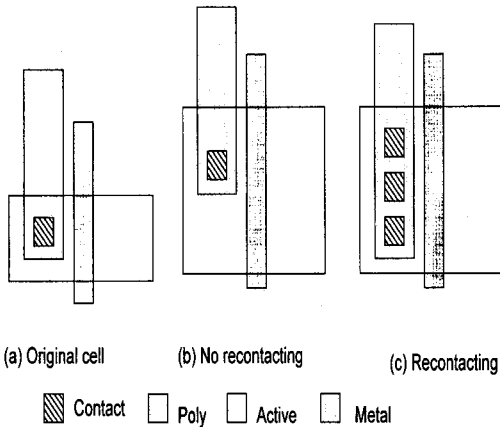 (a) Original cell
(b) No recontacting
(c) Recontacting
Contact
Poly
Active
Metal